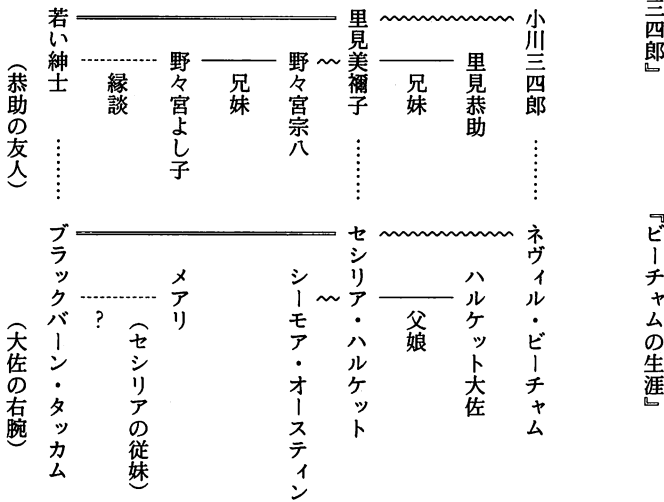 三四郎』
『ビーチャムの生涯』
小川三四郎
ネヴィル・ビーチャム
里見恭助
ハルケット大佐
兄妹
父娘
里見美禰子
セシリア・ハルケット
野々宮宗八
シーモア・オースティン
兄妹
(セシリアの従妹)
野々宮よし子
メアリ
縁談
?
若い紳士
ブラックバーン・タッカム
(恭助の友人)
(大佐の右腕)